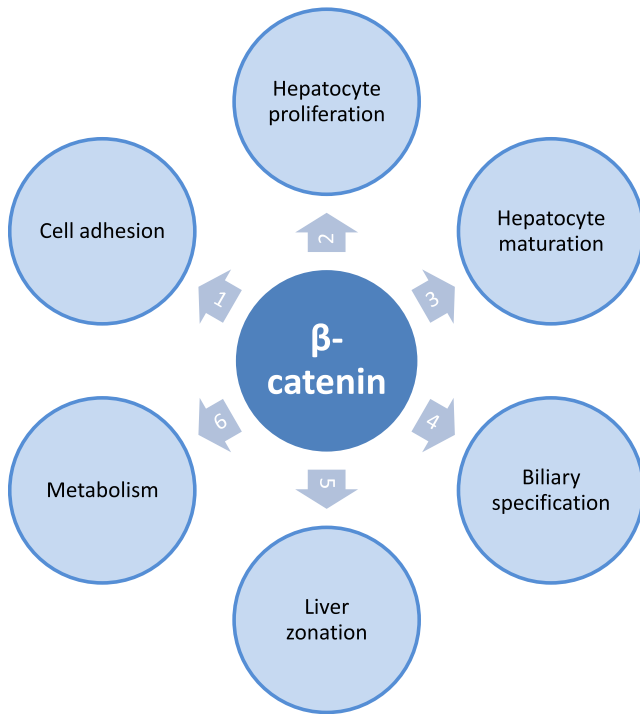 Hepatocyte
proliferation
Cell adhesion
Hepatocyte
maturation
2
1
3
β-
catenin
6
4
5
Metabolism
Biliary
specification
Liver
zonation